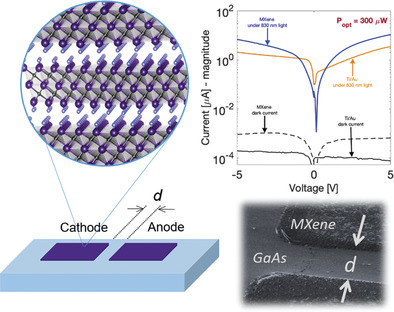 MXene
under 830 nm light
P opt = 300 µW
Ti/Au
under 830 nm light
MXene
dark current
Ti/Au
dark current
Current [µA] - magnitude
10²
10⁰
10⁻²
10⁻⁴
-5
0
5
Voltage [V]
d
Cathode
Anode
MXene
GaAs
d